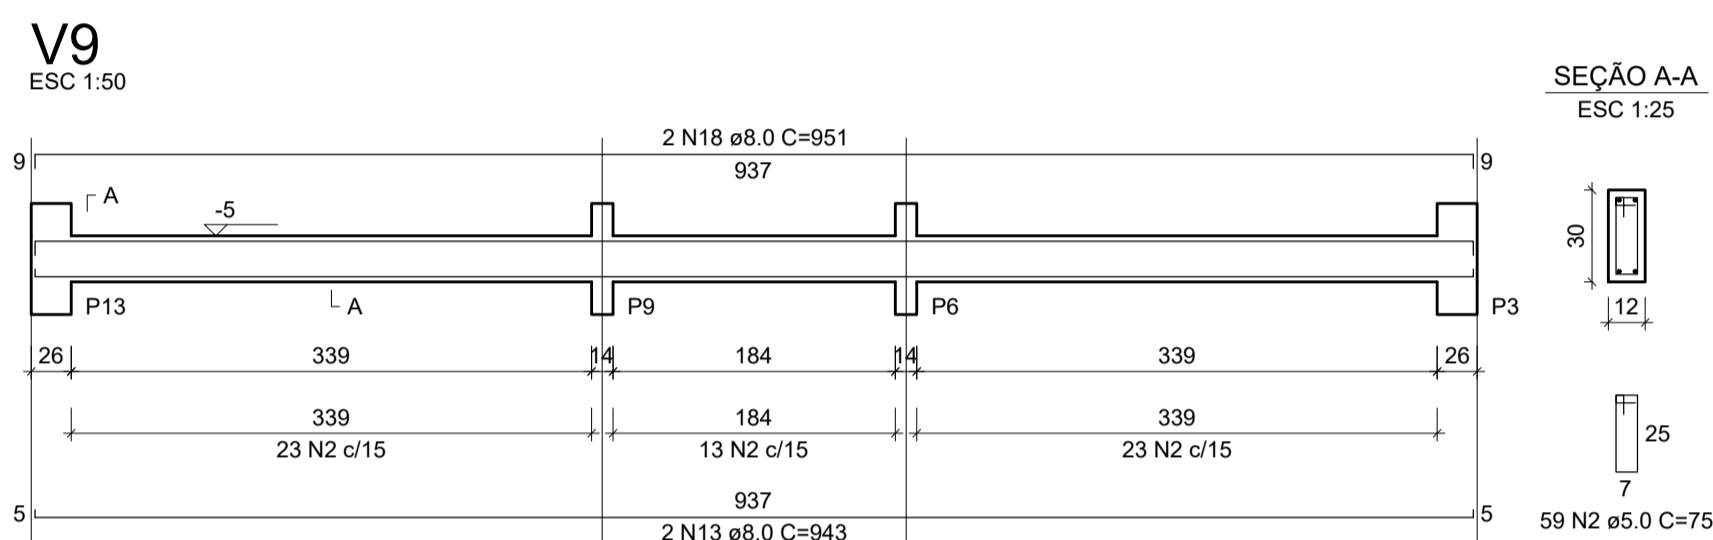 V9
ESC 1:50
SEÇÃO A-A
ESC 1:25
2 N18 ø8.0 C=951
9
937
9
A
-5
30
P13
A
P9
P6
P3
12
26
339
14
184
14
339
26
339
184
339
23 N2 c/15
13 N2 c/15
23 N2 c/15
25
7
937
5
5
2 N13 ø8.0 C=943
59 N2 ø5.0 C=75